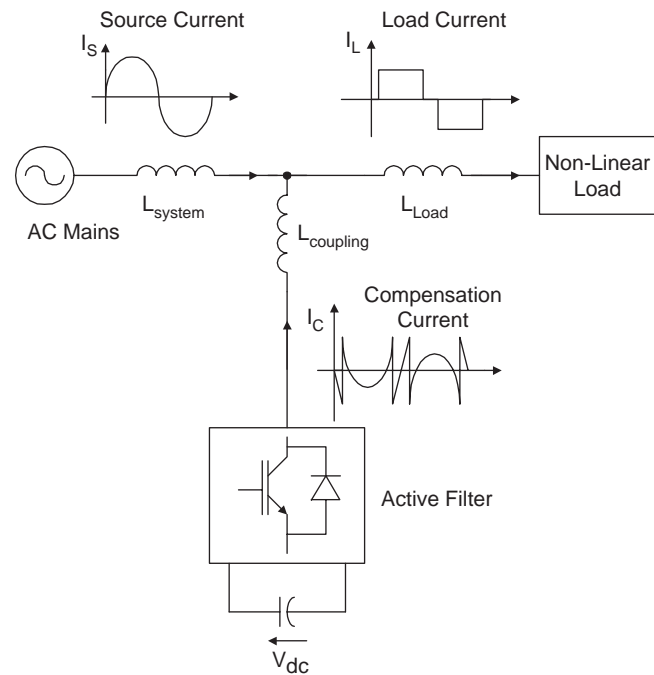 Source Current
I_S
Load Current
I_L
Non-Linear
Load
L_system
L_Load
AC Mains
L_coupling
Compensation
Current
I_C
Active Filter
V_dc